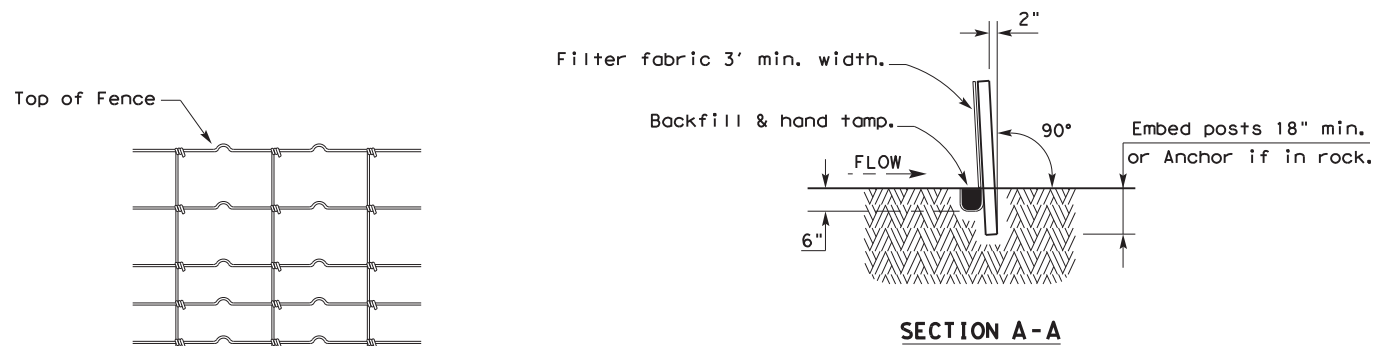 Top of Fence
2"
Filter fabric 3' min. width.
Backfill & hand tamp.
90°
Embed posts 18" min.
or Anchor if in rock.
FLOW
6"
SECTION A-A